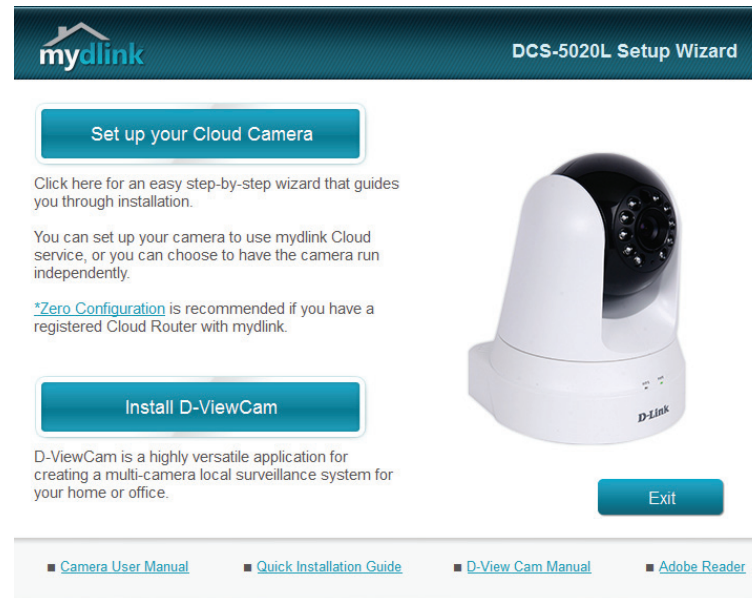 mydlink
DCS-5020L Setup Wizard
Set up your Cloud Camera
Click here for an easy step-by-step wizard that guides
you through installation.
You can set up your camera to use mydlink Cloud
service, or you can choose to have the camera run
independently.
*Zero Configuration is recommended if you have a
registered Cloud Router with mydlink.
Install D-ViewCam
D-ViewCam is a highly versatile application for
creating a multi-camera local surveillance system for
your home or office.
D-Link
Exit
Camera User Manual
Quick Installation Guide
D-View Cam Manual
Adobe Reader